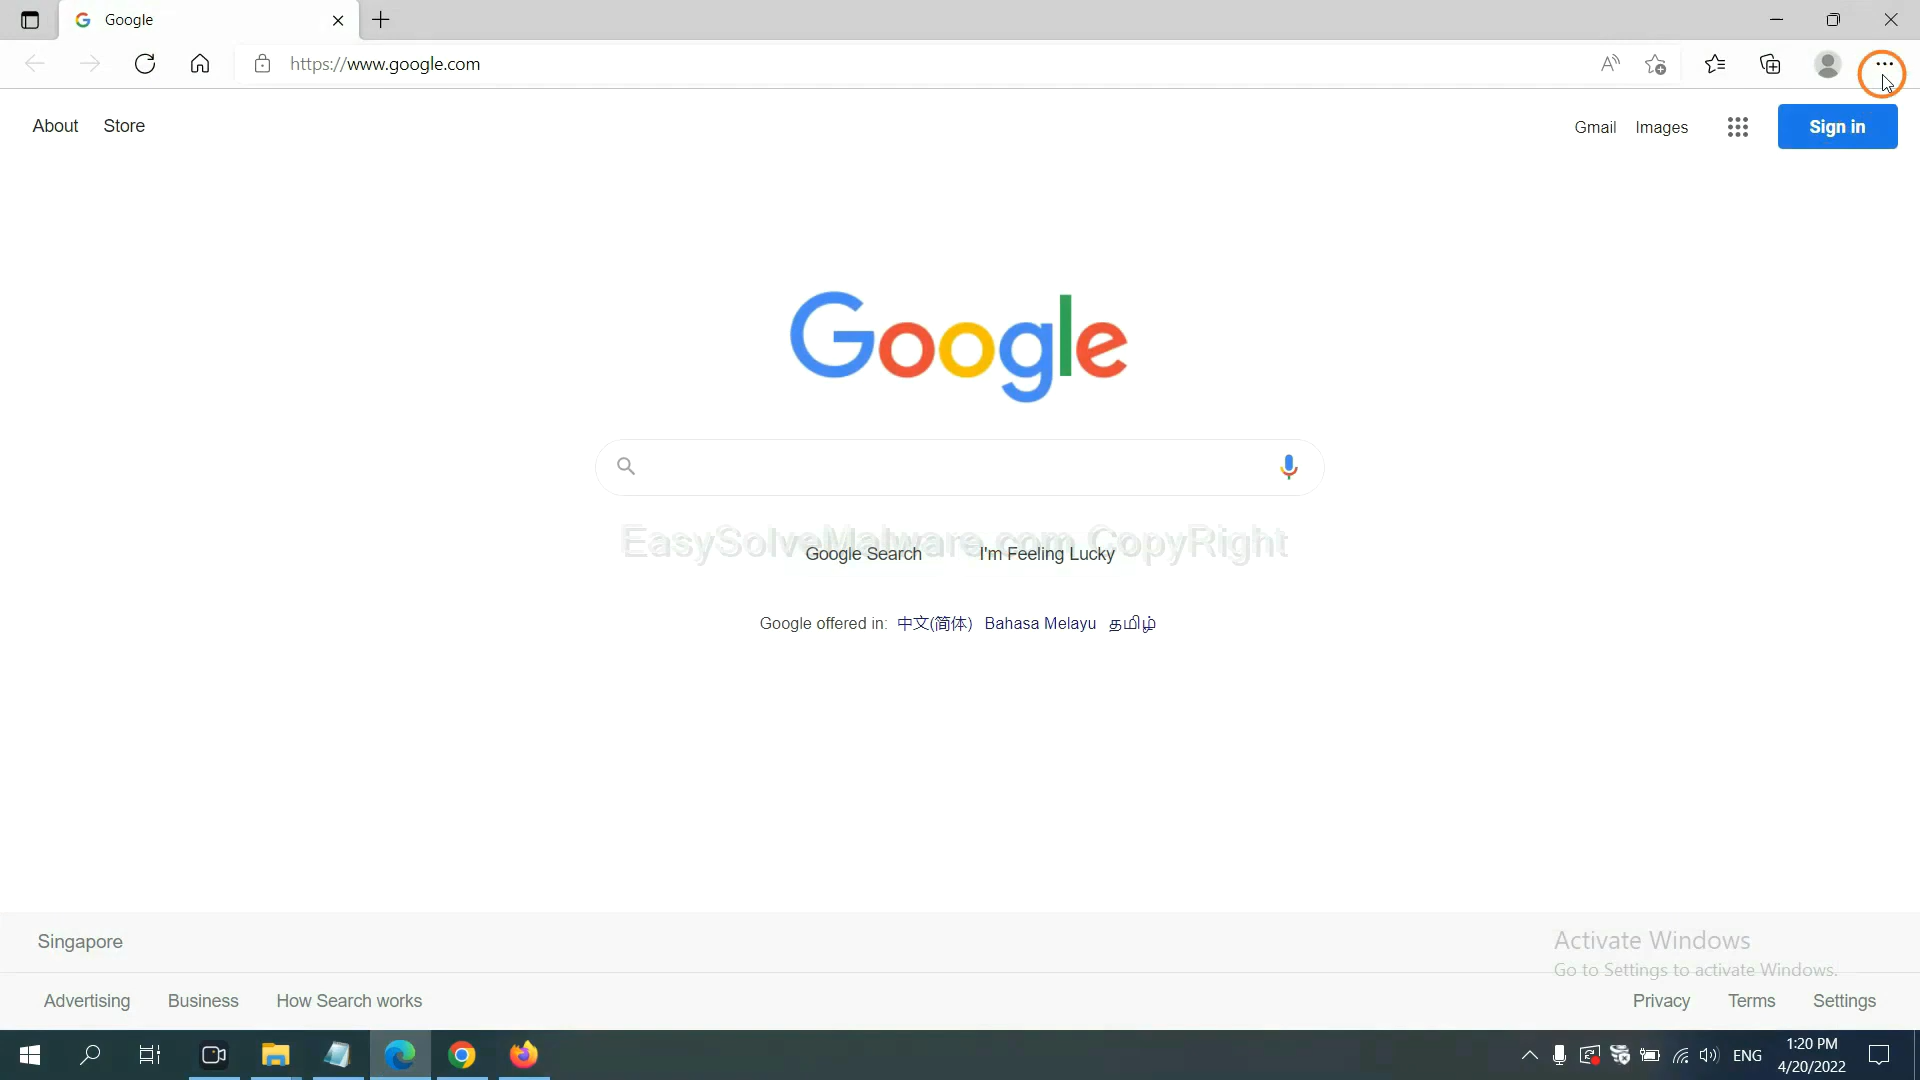 Google
https://www.google.com
About Store
Gmail Images Sign in
Google
EasySolveMalware.com CopyRight
Google Search I'm Feeling Lucky
Google offered in: 中文(简体) Bahasa Melayu தமிழ்
Singapore
Activate Windows
Go to Settings to activate Windows.
Advertising Business How Search works
Privacy Terms Settings
ENG
1:20 PM
4/20/2022